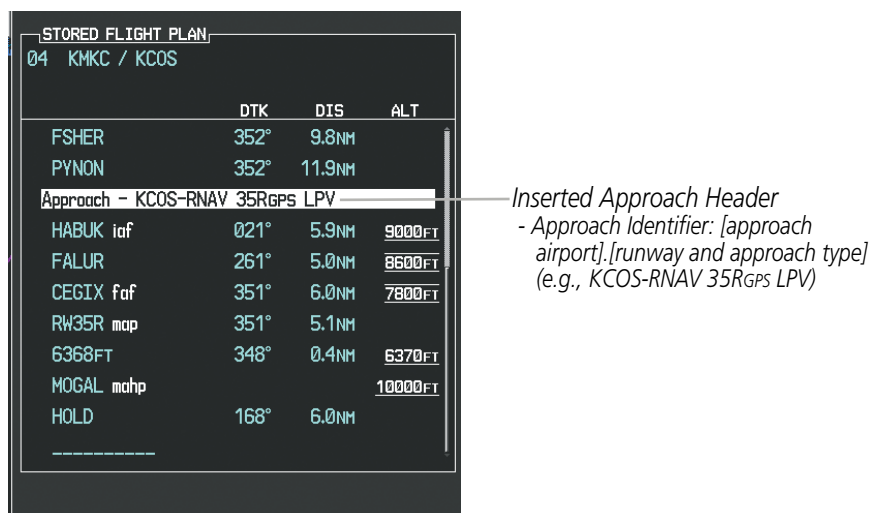 STORED FLIGHT PLAN
04 KMKC / KCOS
DTK DIS ALT
FSHER 352° 9.8NM
PYNON 352° 11.9NM
Approach – KCOS-RNAV 35RGPS LPV
HABUK iaf 021° 5.9NM 9000FT
FALUR 261° 5.0NM 8600FT
CEGIX faf 351° 6.0NM 7800FT
RW35R map 351° 5.1NM
6368FT 348° 0.4NM 6370FT
MOGAL mahp 10000FT
HOLD 168° 6.0NM
__________
Inserted Approach Header
- Approach Identifier: [approach
airport].[runway and approach type]
(e.g., KCOS-RNAV 35RGPS LPV)